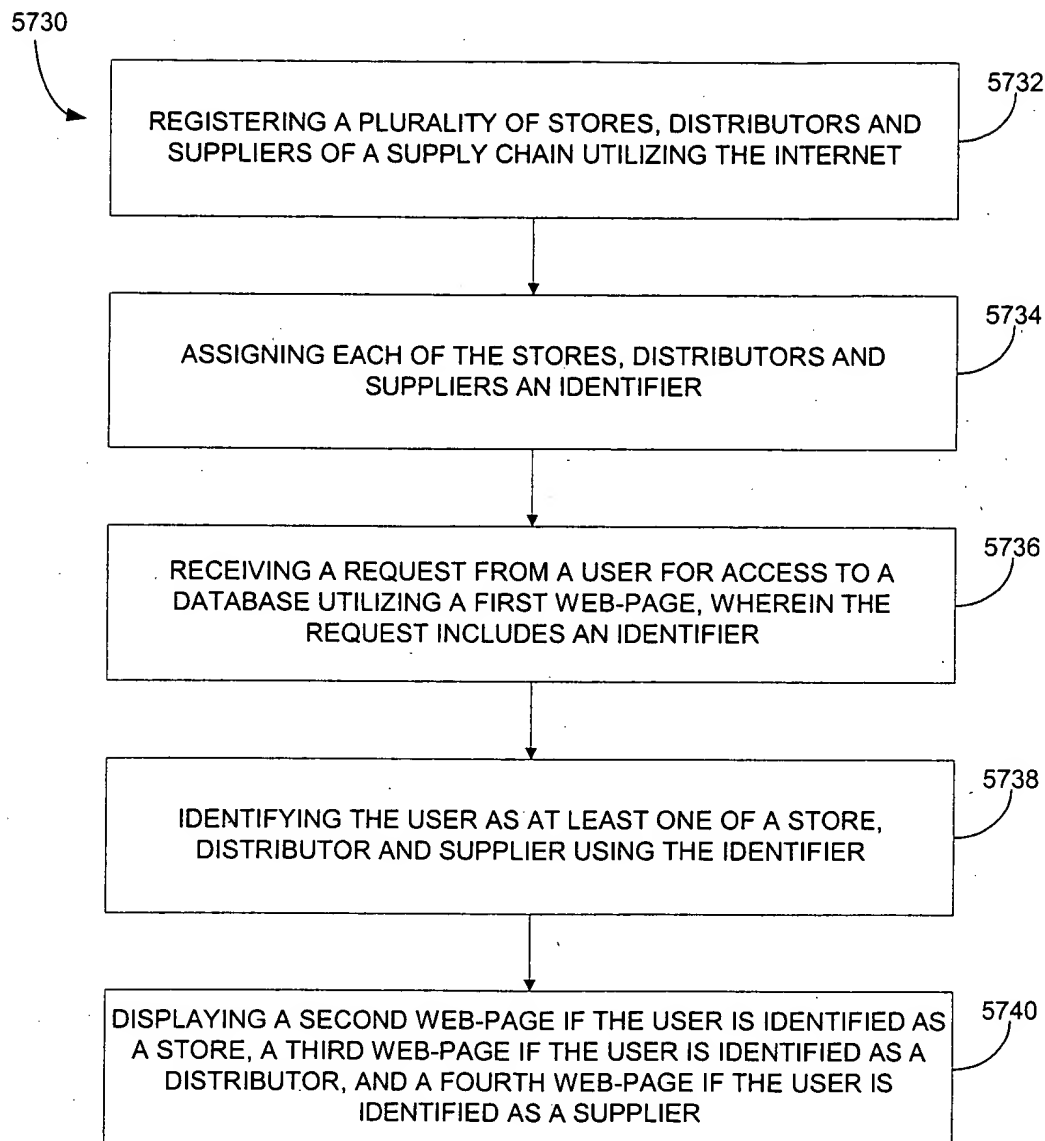 5730
REGISTERING A PLURALITY OF STORES, DISTRIBUTORS AND
SUPPLIERS OF A SUPPLY CHAIN UTILIZING THE INTERNET
5732
ASSIGNING EACH OF THE STORES, DISTRIBUTORS AND
SUPPLIERS AN IDENTIFIER
5734
RECEIVING A REQUEST FROM A USER FOR ACCESS TO A
DATABASE UTILIZING A FIRST WEB-PAGE, WHEREIN THE
REQUEST INCLUDES AN IDENTIFIER
5736
IDENTIFYING THE USER AS AT LEAST ONE OF A STORE,
DISTRIBUTOR AND SUPPLIER USING THE IDENTIFIER
5738
DISPLAYING A SECOND WEB-PAGE IF THE USER IS IDENTIFIED AS
A STORE, A THIRD WEB-PAGE IF THE USER IS IDENTIFIED AS A
DISTRIBUTOR, AND A FOURTH WEB-PAGE IF THE USER IS
IDENTIFIED AS A SUPPLIER
5740